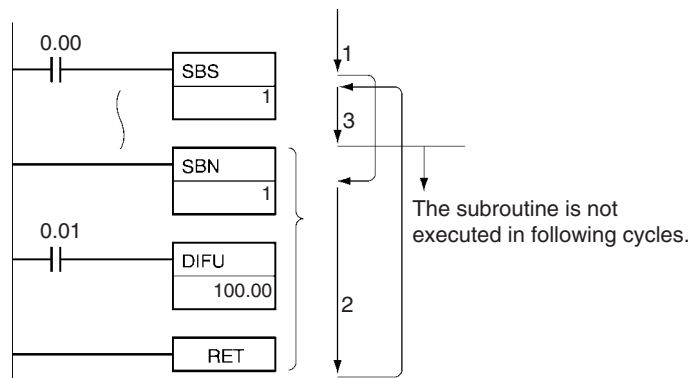 0.00
SBS
1
1
3
SBN
1
The subroutine is not
executed in following cycles.
0.01
DIFU
100.00
2
RET